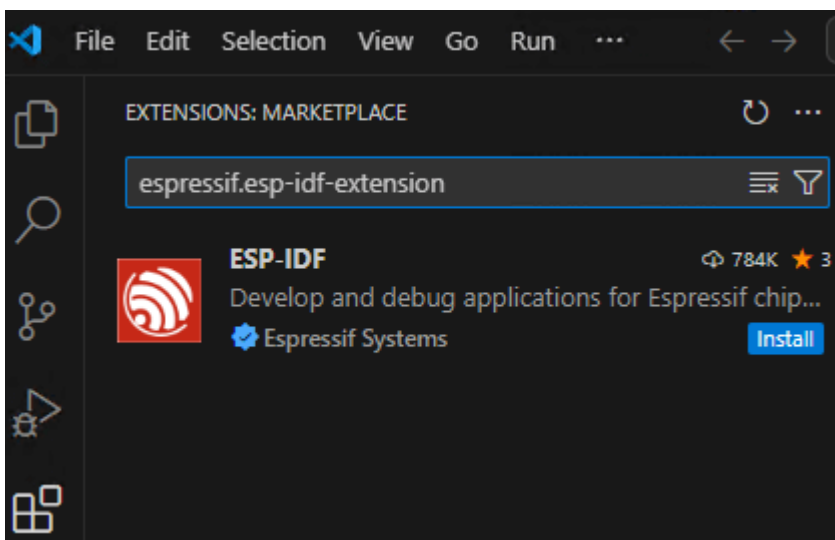 File Edit Selection View Go Run ...
EXTENSIONS: MARKETPLACE
espressif.esp-idf-extension
ESP-IDF 784K 3
Develop and debug applications for Espressif chip...
Espressif Systems Install